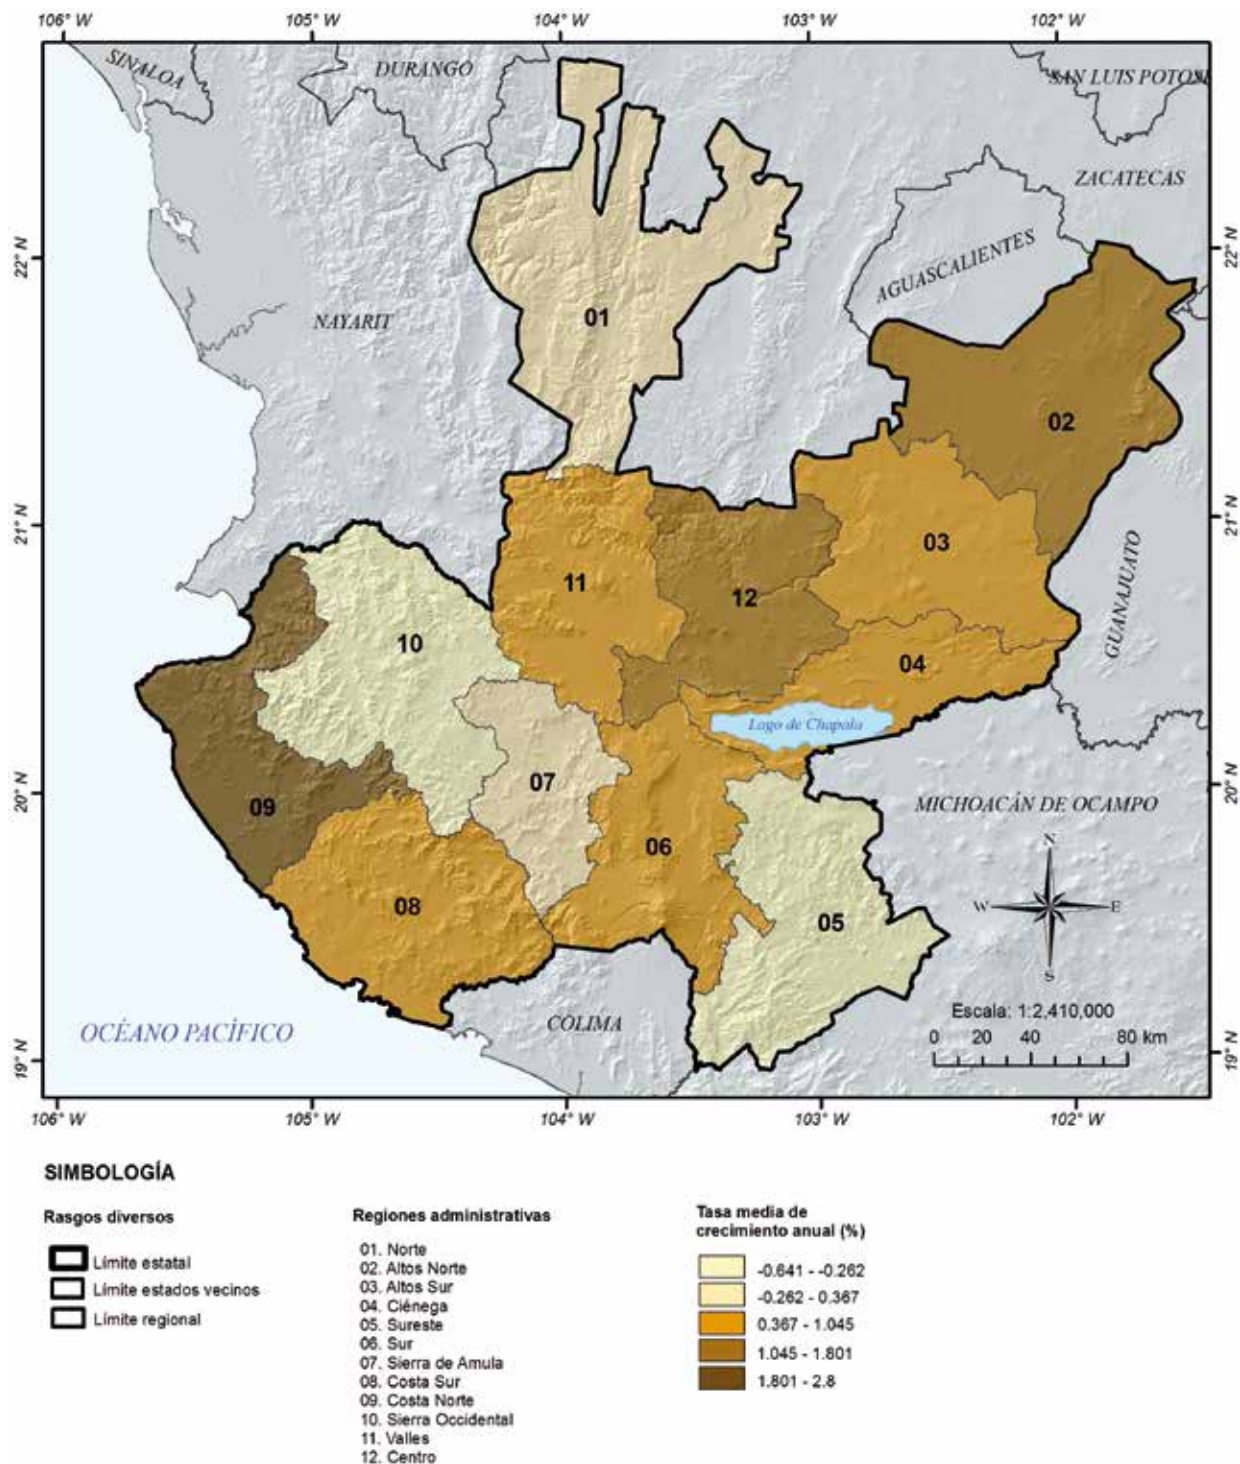 106° W 105° W 104° W 103° W 102° W
SINALOA
DURANGO
SAN LUIS POTOSI
ZACATECAS
22° N
22° N
AGUASCALIENTES
NAYARIT
01
02
21° N
21° N
03
11
12
GUANAJUATO
10
04
Lago de Chapala
07
20° N
20° N
09
MICHOACÁN DE OCAMPO
06
N
08
W E
05
S
Escala: 1:2,410,000
COLIMA
OCÉANO PACÍFICO
0 20 40 80 km
19° N
19° N
106° W 105° W 104° W 103° W 102° W
SIMBOLOGÍA
Rasgos diversos
Límite estatal
Límite estados vecinos
Límite regional
Regiones administrativas
01. Norte
02. Altos Norte
03. Altos Sur
04. Ciénega
05. Sureste
06. Sur
07. Sierra de Amula
08. Costa Sur
09. Costa Norte
10. Sierra Occidental
11. Valles
12. Centro
Tasa media de
crecimiento anual (%)
-0.641 - -0.262
-0.262 - 0.367
0.367 - 1.045
1.045 - 1.801
1.801 - 2.8